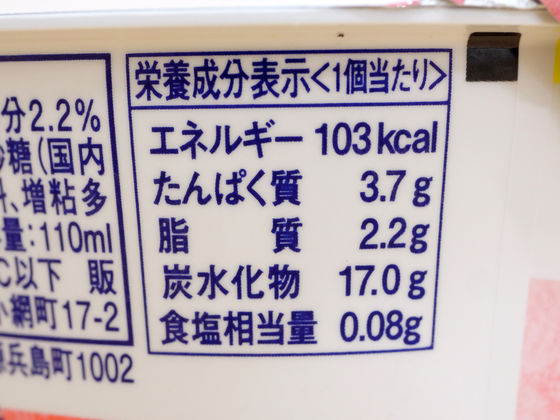 分2.2%
砂糖(国内
料、増粘多
量:110ml
℃以下 販
小網町17-2
兵島町1002
栄養成分表示<1個当たり>
エネルギー 103kcal
たんぱく質 3.7g
脂 質 2.2g
炭水化物 17.0g
食塩相当量 0.08g